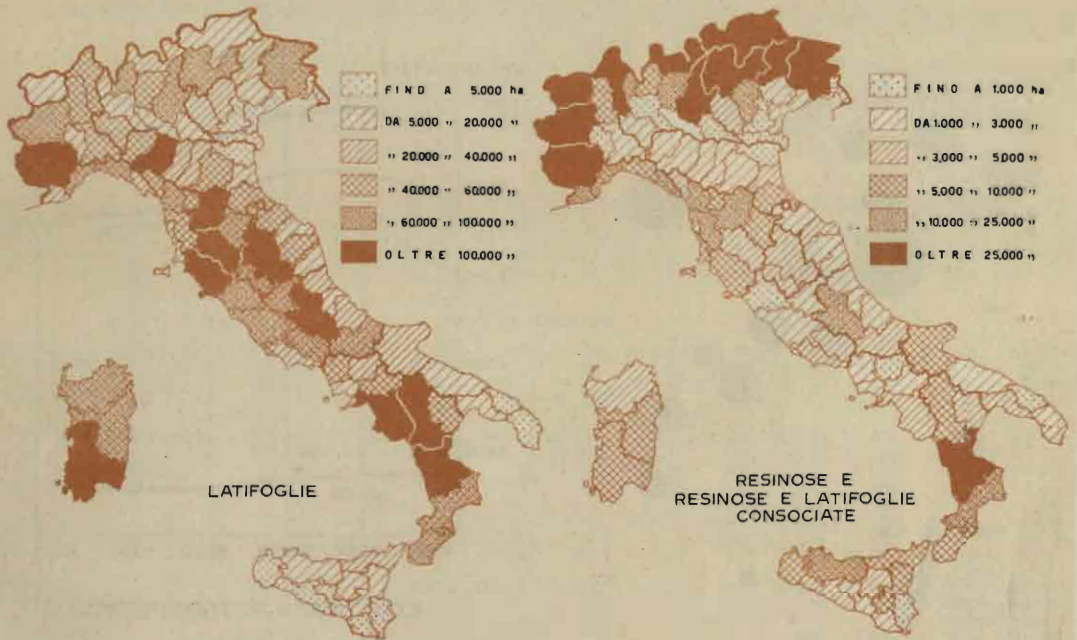 FINO A 5.000 ha
DA 5.000 ,, 20.000 ,,
,, 20.000 ,, 40.000 ,,
,, 40.000 ,, 60.000 ,,
,, 60.000 ,, 100.000 ,,
OLTRE 100.000 ,,
LATIFOGLIE
FINO A 1.000 ha
DA 1.000 ,, 3.000 ,,
,, 3.000 ,, 5.000 ,,
,, 5.000 ,, 10.000 ,,
,, 10.000 ,, 25.000 ,,
OLTRE 25.000 ,,
RESINOSE E
RESINOSE E LATIFOGLIE
CONSOCIATE